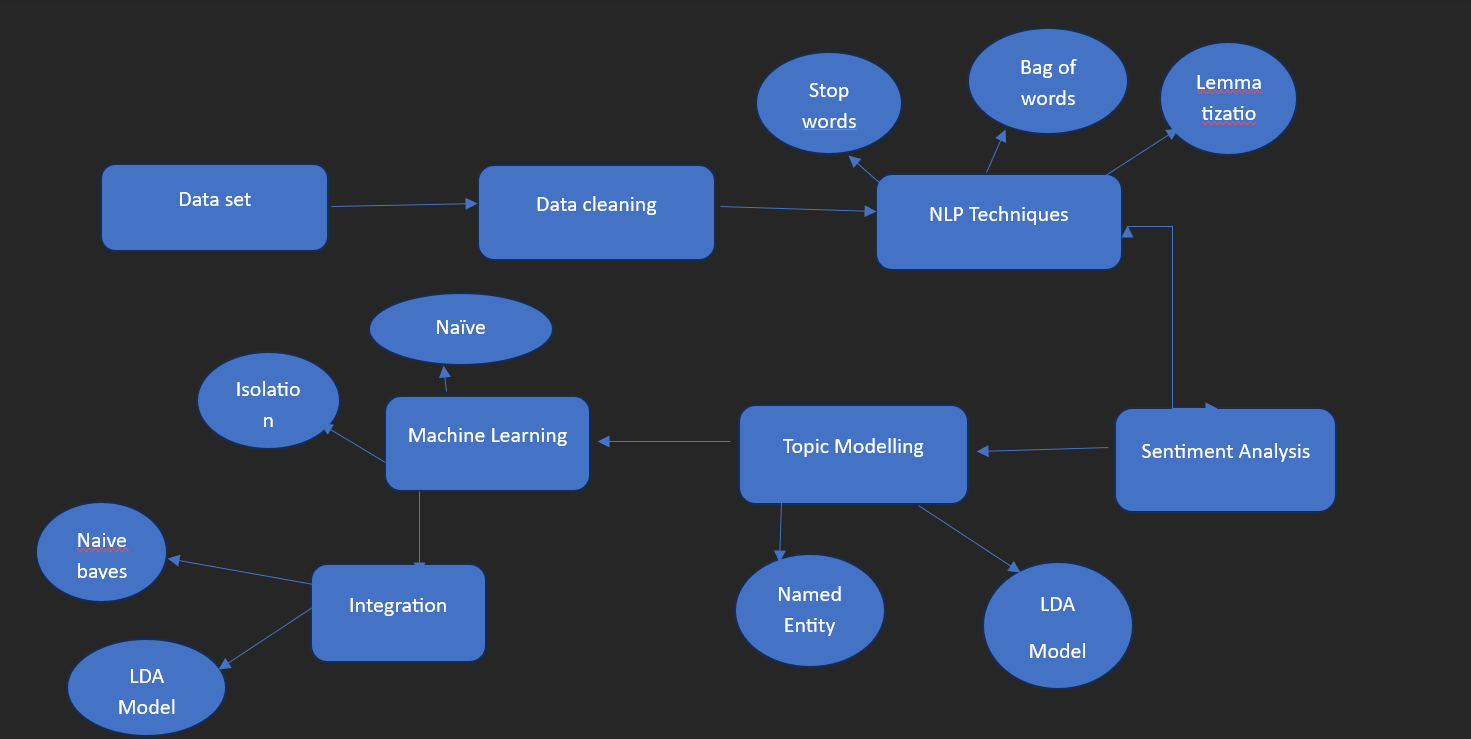 Stop
words
Bag of
words
Lemma
tizatio
Data set
Data cleaning
NLP Techniques
Naïve
Isolatio
n
Machine Learning
Topic Modelling
Sentiment Analysis
Naive
bayes
Integration
Named
Entity
LDA
Model
LDA
Model